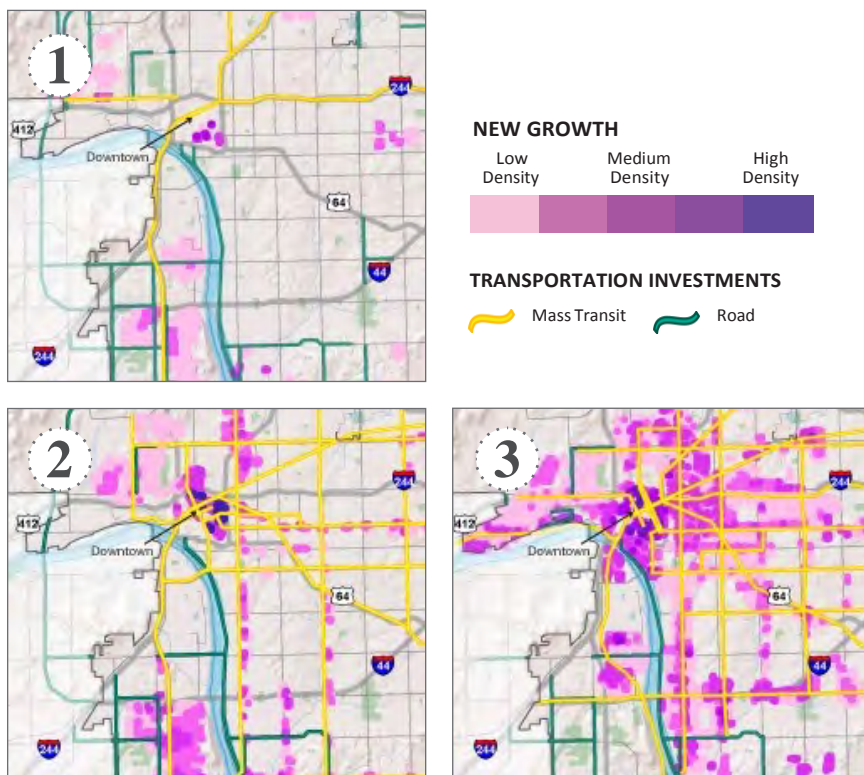 1
244
412
Downtown
64
44
244
NEW GROWTH
Low Density
Medium Density
High Density
TRANSPORTATION INVESTMENTS
Mass Transit
Road
2
244
412
Downtown
64
44
244
3
244
412
Downtown
64
44
244